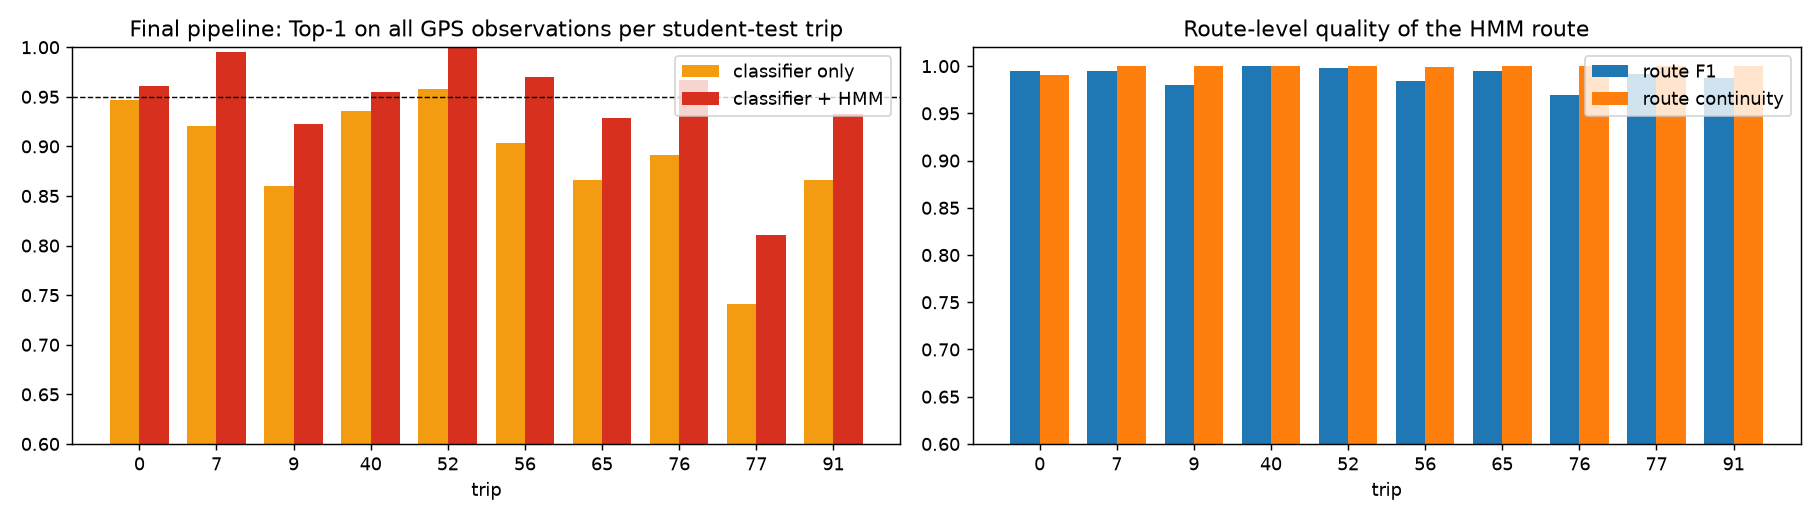 Final pipeline: Top-1 on all GPS observations per student-test trip
1.00
0.95
0.90
0.85
0.80
0.75
0.70
0.65
0.60
classifier only
classifier + HMM
0 7 9 40 52 56 65 76 77 91
trip
Route-level quality of the HMM route
1.00
0.95
0.90
0.85
0.80
0.75
0.70
0.65
0.60
route F1
route continuity
0 7 9 40 52 56 65 76 77 91
trip